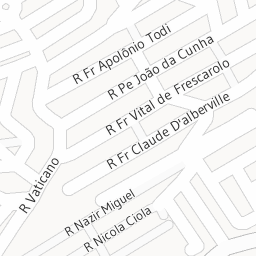 R Fr Apolônio Todi
R Pe João da Cunha
R Fr Vital de Frescarolo
R Fr Claude D'alberville
R Vaticano
R Nazir Miguel
R Nicola Ciola